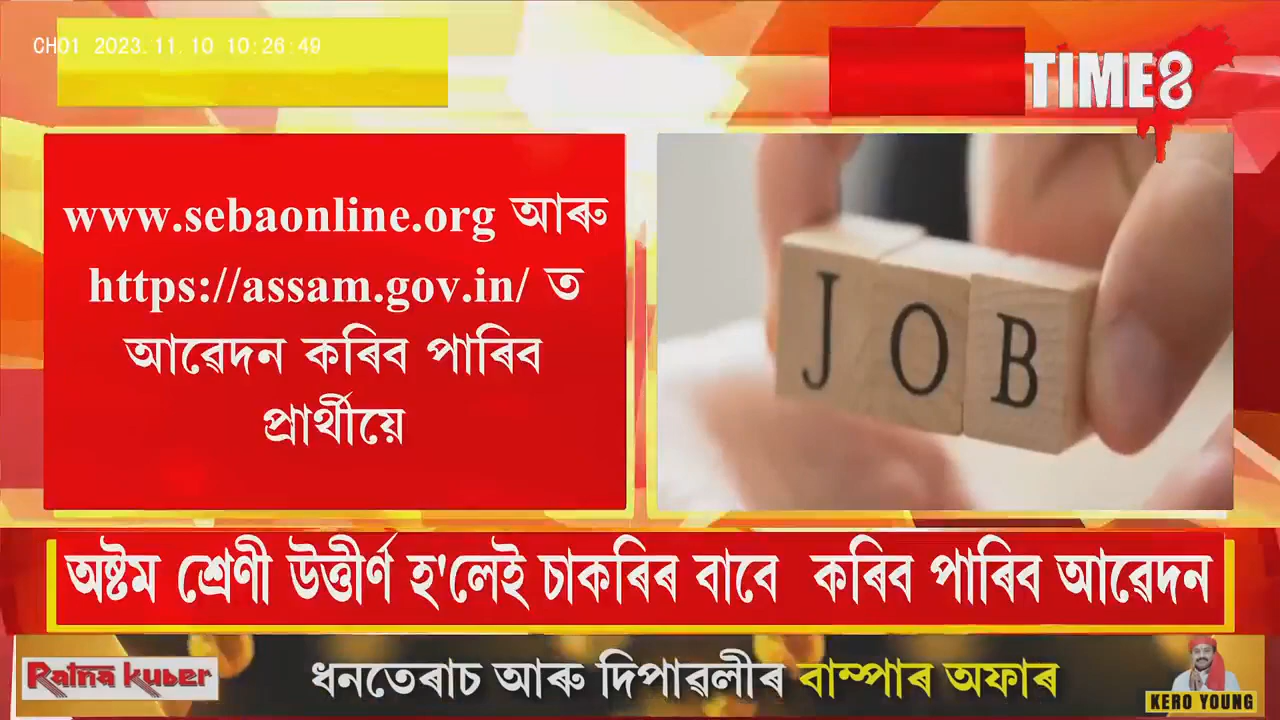 CH01 2023.11.10 10:26:49
TIME8
www.sebaonline.org আৰু
https://assam.gov.in/ ত
আৱেদন কৰিব পাৰিব
প্ৰাৰ্থীয়ে
JOB
অষ্টম শ্ৰেণী উত্তীৰ্ণ হ'লেই চাকৰিৰ বাবে কৰিব পাৰিব আৱেদন
Ratna Kuber
ধনতেৰাচ আৰু দিপাৱলীৰ বাম্পাৰ অফাৰ
KERO YOUNG